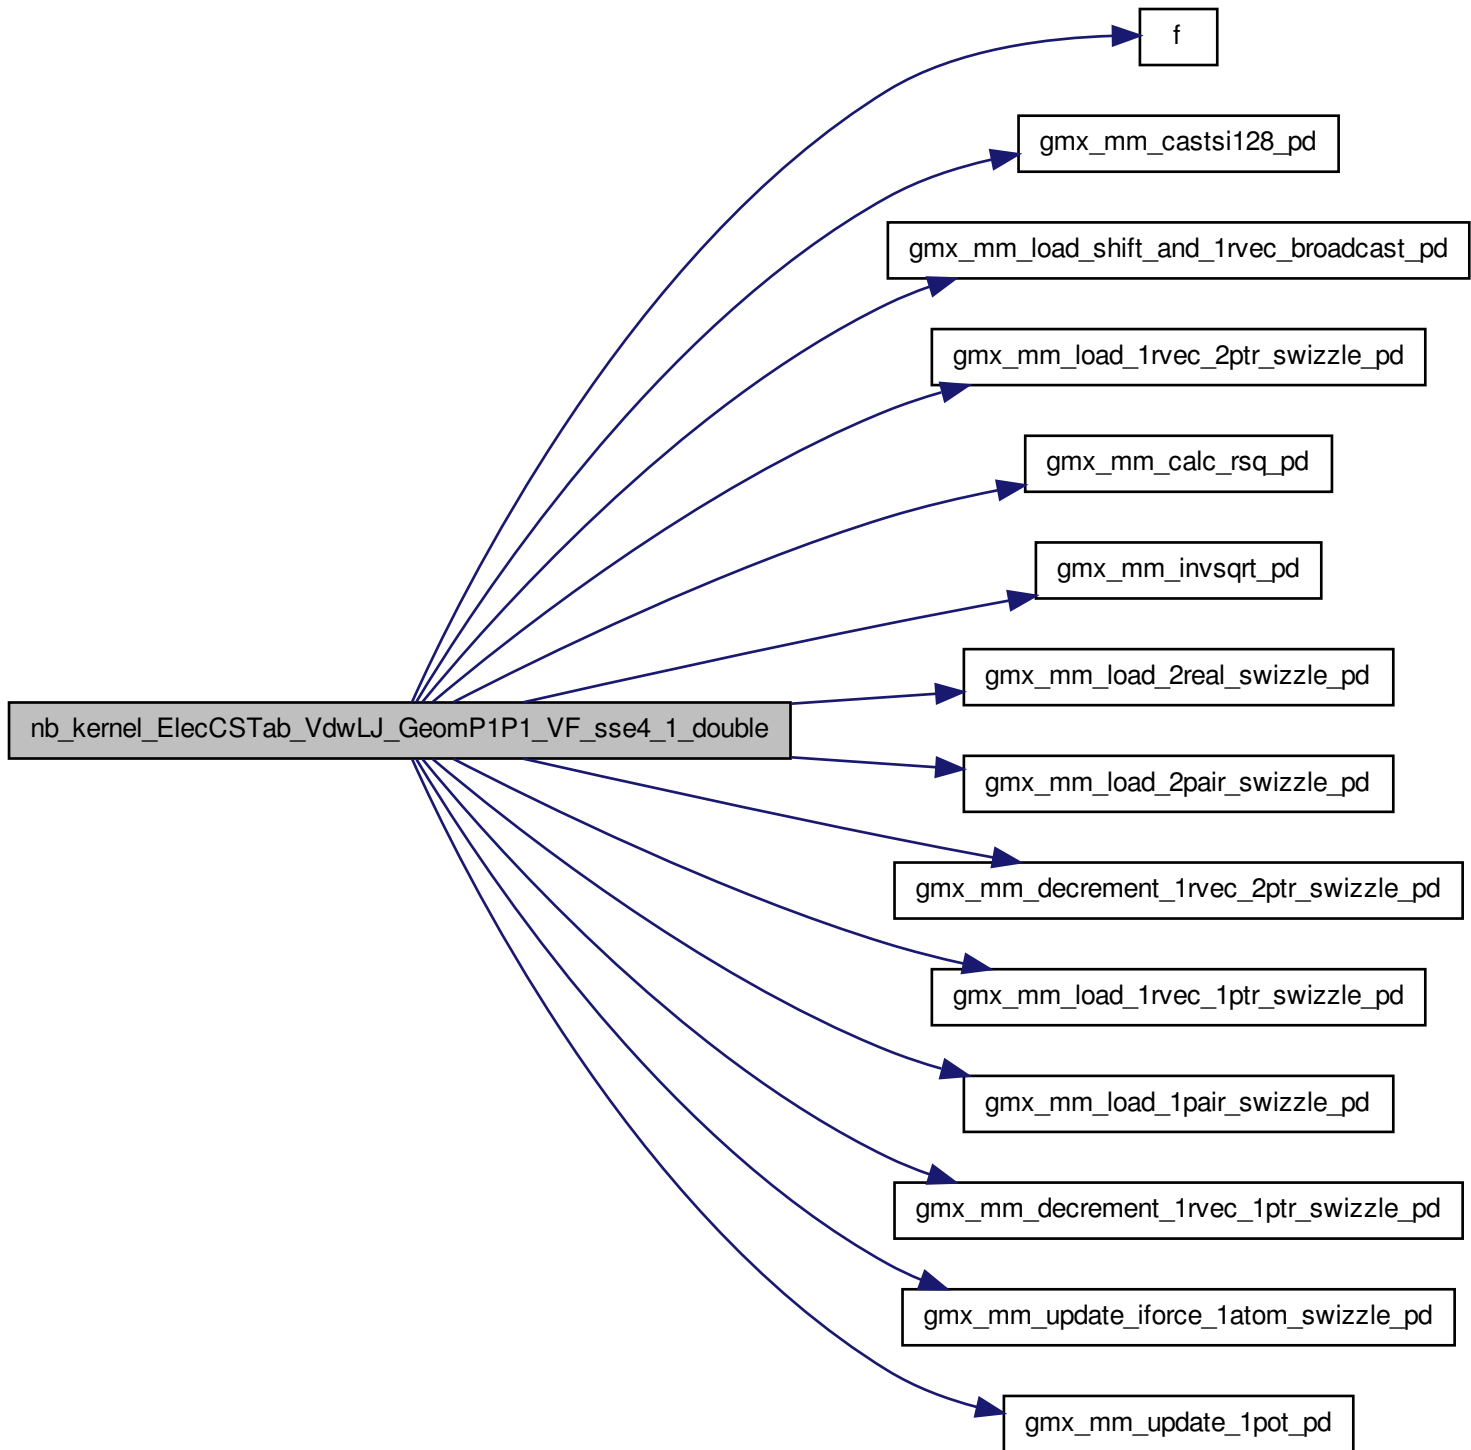 f
gmx_mm_castsi128_pd
gmx_mm_load_shift_and_1rvec_broadcast_pd
gmx_mm_load_1rvec_2ptr_swizzle_pd
gmx_mm_calc_rsq_pd
gmx_mm_invsqrt_pd
gmx_mm_load_2real_swizzle_pd
nb_kernel_ElecCSTab_VdwLJ_GeomP1P1_VF_sse4_1_double
gmx_mm_load_2pair_swizzle_pd
gmx_mm_decrement_1rvec_2ptr_swizzle_pd
gmx_mm_load_1rvec_1ptr_swizzle_pd
gmx_mm_load_1pair_swizzle_pd
gmx_mm_decrement_1rvec_1ptr_swizzle_pd
gmx_mm_update_iforce_1atom_swizzle_pd
gmx_mm_update_1pot_pd